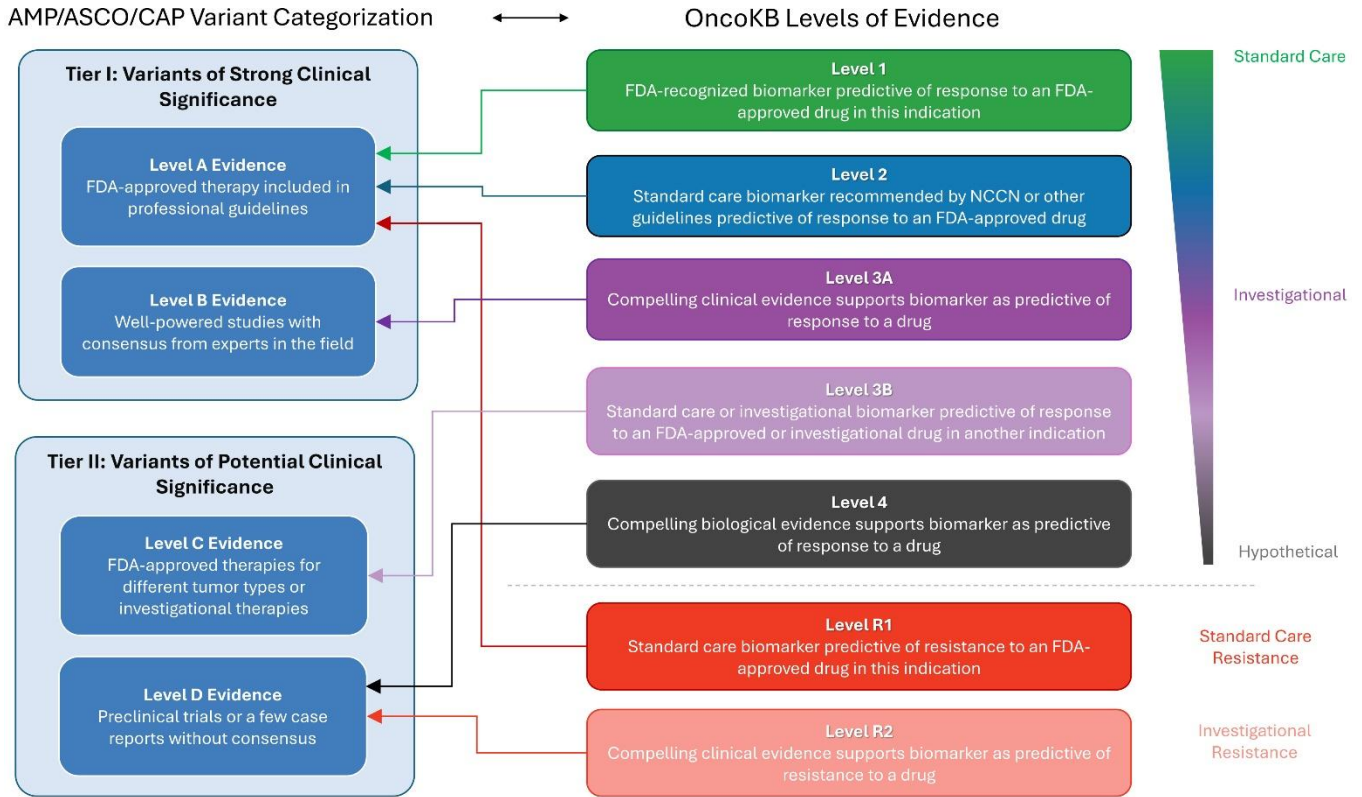 AMP/ASCO/CAP Variant Categorization
OncoKB Levels of Evidence
Tier I: Variants of Strong Clinical
Significance
Level A Evidence
FDA-approved therapy included in
professional guidelines
Level B Evidence
Well-powered studies with
consensus from experts in the field
Tier II: Variants of Potential Clinical
Significance
Level C Evidence
FDA-approved therapies for
different tumor types or
investigational therapies
Level D Evidence
Preclinical trials or a few case
reports without consensus
Level 1
FDA-recognized biomarker predictive of response to an FDA-
approved drug in this indication
Level 2
Standard care biomarker recommended by NCCN or other
guidelines predictive of response to an FDA-approved drug
Level 3A
Compelling clinical evidence supports biomarker as predictive of
response to a drug
Level 3B
Standard care or investigational biomarker predictive of response
to an FDA-approved or investigational drug in another indication
Level 4
Compelling biological evidence supports biomarker as predictive
of response to a drug
Level R1
Standard care biomarker predictive of resistance to an FDA-
approved drug in this indication
Level R2
Compelling clinical evidence supports biomarker as predictive of
resistance to a drug
Standard Care
Investigational
Hypothetical
Standard Care
Resistance
Investigational
Resistance